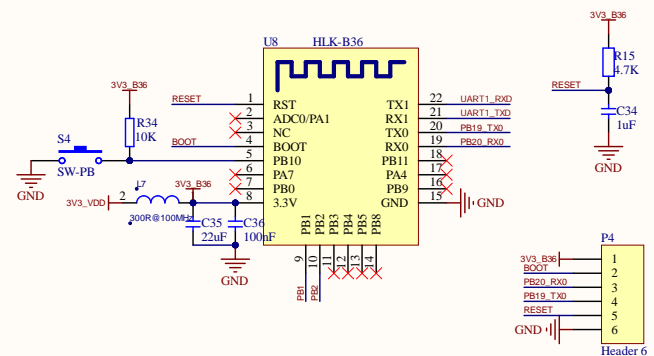 3V3_B36
U8 HLK-B36
R15
4.7K
RESET
C34
1uF
GND
3V3_B36
R34
10K
S4
SW-PB
GND
RESET
BOOT
1 RST
2 ADC0/PA1
3 NC
4 BOOT
5 PB10
6 PA7
7 PB0
8 3.3V
TX1 22 UART1_RXD
RX1 21 UART1_TXD
TX0 20 PB19_TX0
RX0 19 PB20_RX0
PB11 18
PA4 17
PB9 16
GND 15 GND
3V3_VDD 2 L7
300R@100MHz
3V3_B36
C35
22uF
C36
100nF
GND
PB1 PB2 PB3 PB4 PB5 PB8
9 10 11 12 13 14
PB1 PB2
P4
3V3_B36 1
BOOT 2
PB20_RX0 3
PB19_TX0 4
RESET 5
GND 6
Header 6